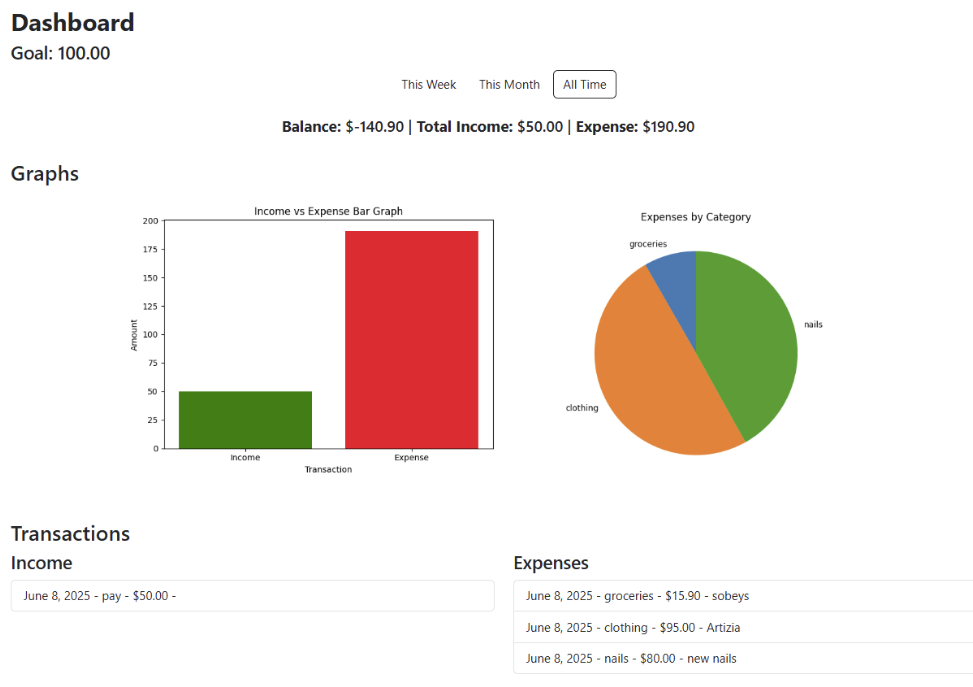 Dashboard
Goal: 100.00
This Week This Month All Time
Balance: $-140.90 | Total Income: $50.00 | Expense: $190.90
Graphs
Income vs Expense Bar Graph
200
175
150
125
100
75
50
25
0
Amount
Income Expense
Transaction
Expenses by Category
groceries
nails
clothing
Transactions
Income
June 8, 2025 - pay - $50.00 -
Expenses
June 8, 2025 - groceries - $15.90 - sobeys
June 8, 2025 - clothing - $95.00 - Artizia
June 8, 2025 - nails - $80.00 - new nails